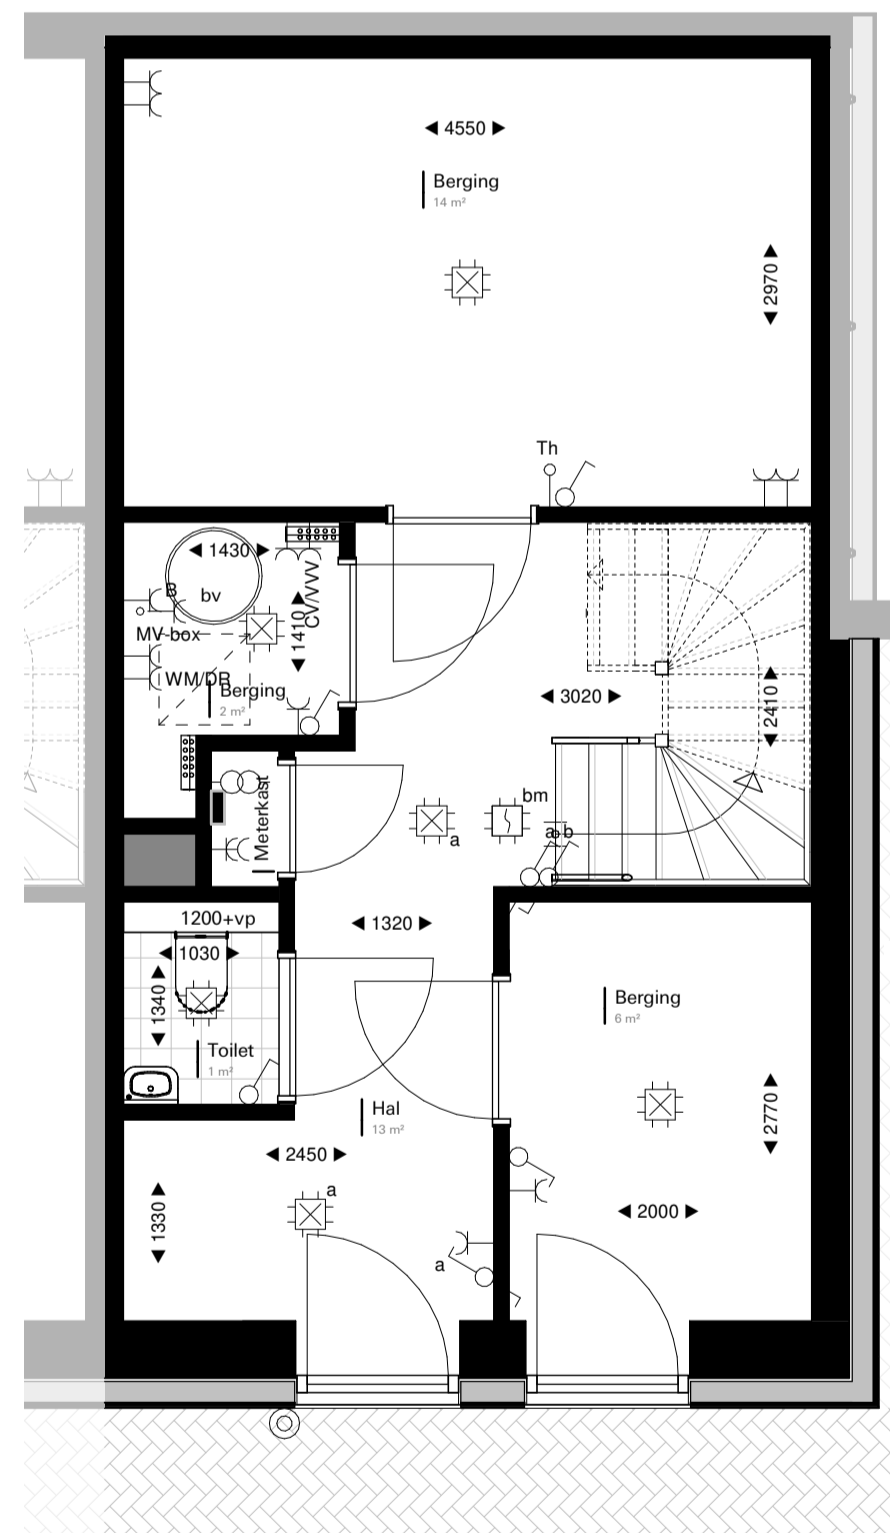 4550
Berging
14 m²
2970
Th
1430
B
bv
CV/VVV
1410
MV-box
WM/DR
Berging
2 m²
3020
2410
Meterkast
bm
a
a b
1320
1200+vp
1030
1340
Toilet
1 m²
Berging
6 m²
Hal
13 m²
2770
2450
1330
a
2000
a